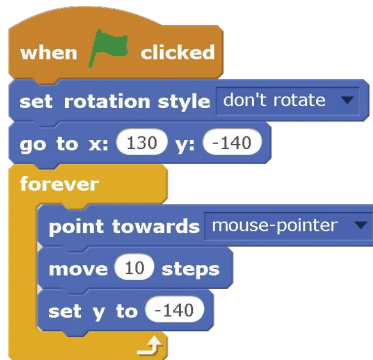 when clicked
set rotation style don't rotate
go to x: 130 y: -140
forever
point towards mouse-pointer
move 10 steps
set y to -140